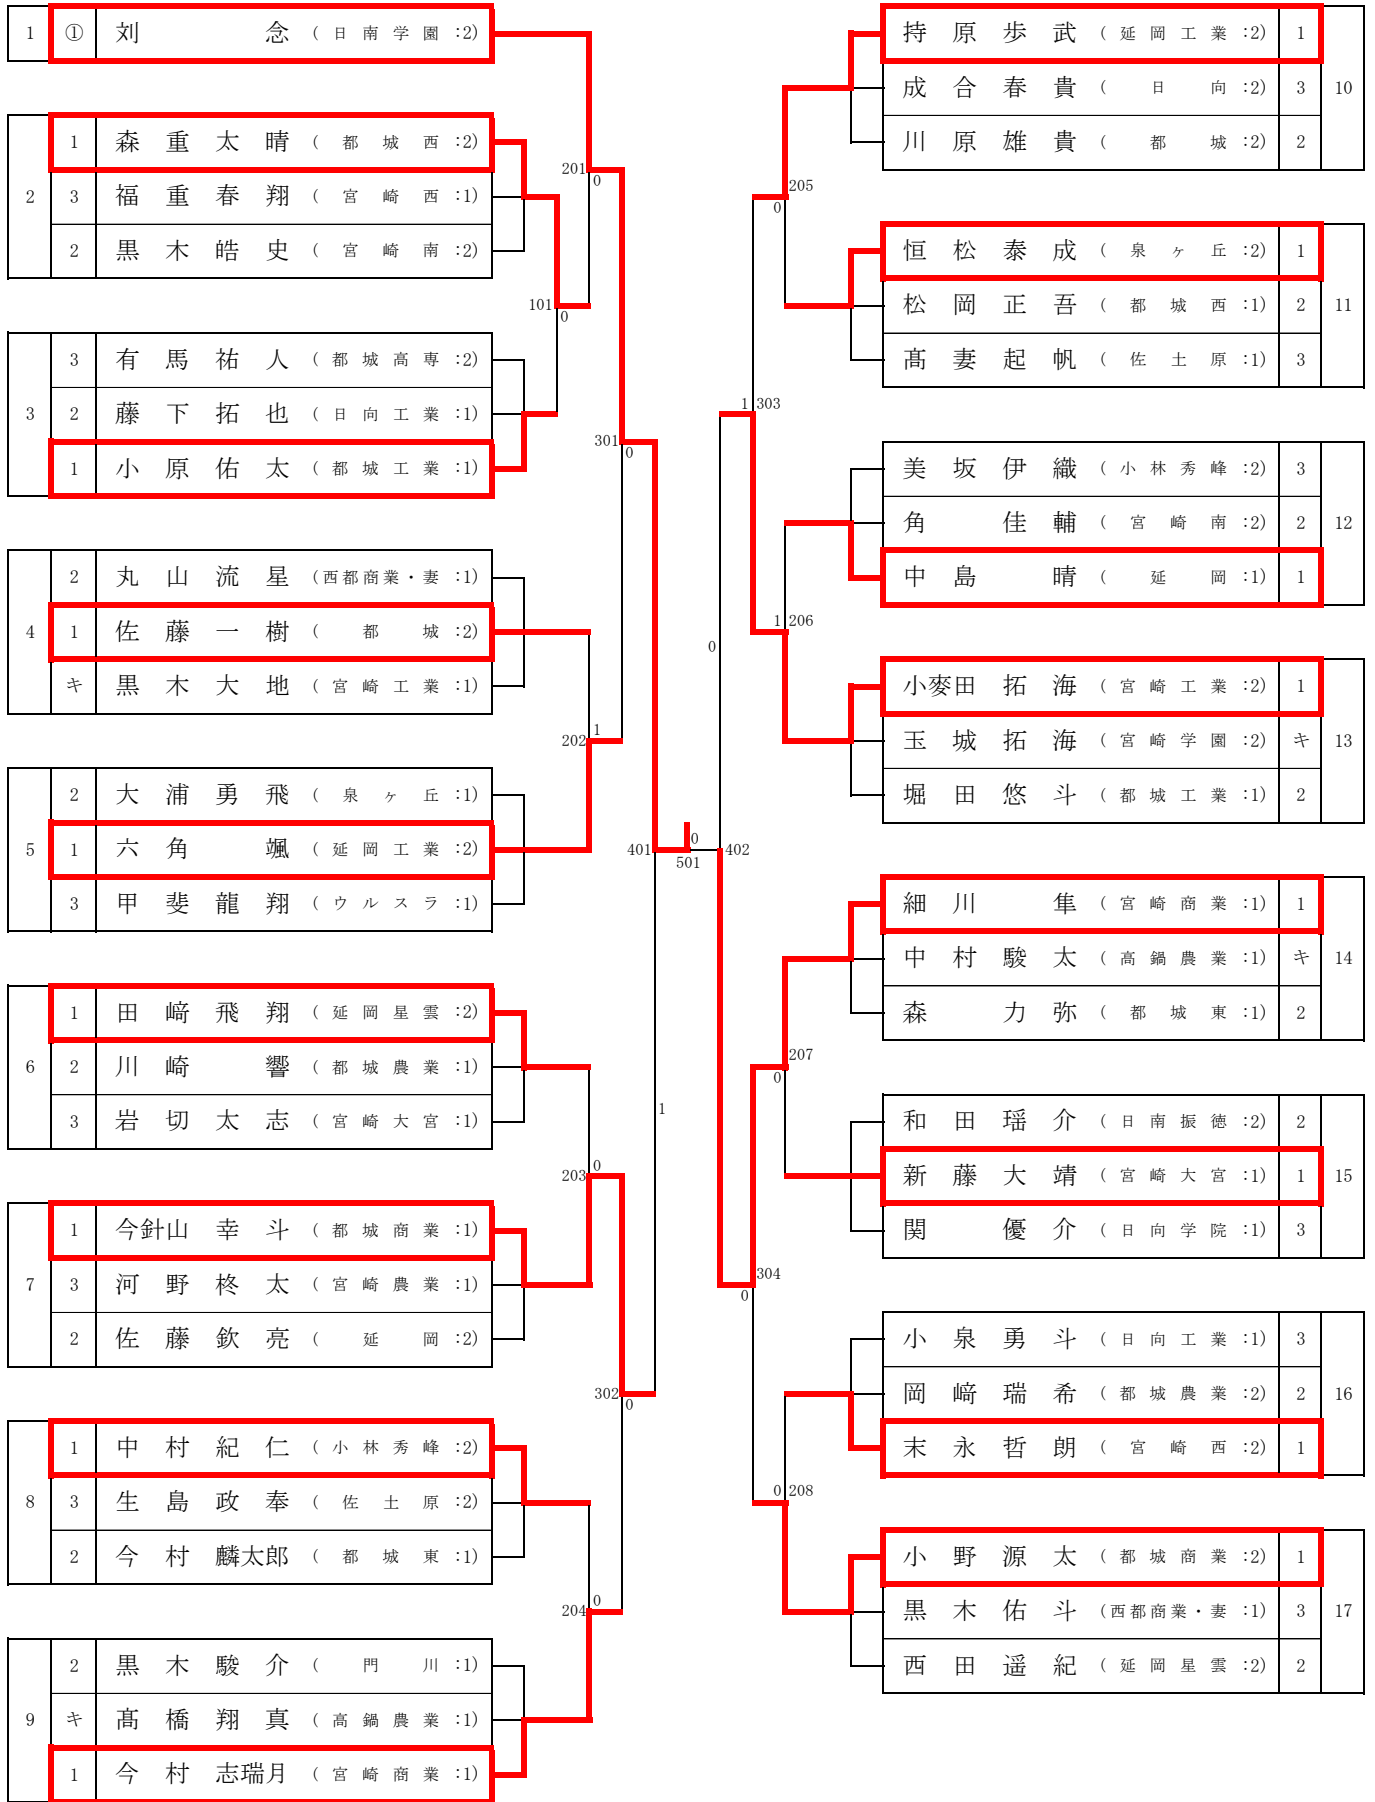 1 ① 刘 念 ( 日 南 学 園 :2)
2
1 森 重 太 晴 ( 都 城 西 :2)
3 福 重 春 翔 ( 宮 崎 西 :1)
2 黒 木 皓 史 ( 宮 崎 南 :2)
3
3 有 馬 祐 人 ( 都 城 高 専 :2)
2 藤 下 拓 也 ( 日 向 工 業 :1)
1 小 原 佑 太 ( 都 城 工 業 :1)
4
2 丸 山 流 星 (西都商業・妻 :1)
1 佐 藤 一 樹 ( 都 城 :2)
キ 黒 木 大 地 ( 宮 崎 工 業 :1)
5
2 大 浦 勇 飛 ( 泉 ヶ 丘 :1)
1 六 角 颯 ( 延 岡 工 業 :2)
3 甲 斐 龍 翔 ( ウ ル ス ラ :1)
6
1 田 﨑 飛 翔 ( 延 岡 星 雲 :2)
2 川 崎 響 ( 都 城 農 業 :1)
3 岩 切 太 志 ( 宮 崎 大 宮 :1)
7
1 今針山 幸 斗 ( 都 城 商 業 :1)
3 河 野 柊 太 ( 宮 崎 農 業 :1)
2 佐 藤 欽 亮 ( 延 岡 :2)
8
1 中 村 紀 仁 ( 小 林 秀 峰 :2)
3 生 島 政 奉 ( 佐 土 原 :2)
2 今 村 麟太郎 ( 都 城 東 :1)
9
2 黒 木 駿 介 ( 門 川 :1)
キ 髙 橋 翔 真 ( 高 鍋 農 業 :1)
1 今 村 志瑞月 ( 宮 崎 商 業 :1)
201
0
101
0
301
0
202
1
401
501
0
402
203
0
1
302
0
204
0
205
0
1
303
1
206
0
207
0
304
0
0
208
持 原 歩 武 ( 延 岡 工 業 :2) 1
成 合 春 貴 ( 日 向 :2) 3
川 原 雄 貴 ( 都 城 :2) 2
10
恒 松 泰 成 ( 泉 ヶ 丘 :2) 1
松 岡 正 吾 ( 都 城 西 :1) 2
髙 妻 起 帆 ( 佐 土 原 :1) 3
11
美 坂 伊 織 ( 小 林 秀 峰 :2) 3
角 佳 輔 ( 宮 崎 南 :2) 2
中 島 晴 ( 延 岡 :1) 1
12
小麥田 拓 海 ( 宮 崎 工 業 :2) 1
玉 城 拓 海 ( 宮 崎 学 園 :2) キ
堀 田 悠 斗 ( 都 城 工 業 :1) 2
13
細 川 隼 ( 宮 崎 商 業 :1) 1
中 村 駿 太 ( 高 鍋 農 業 :1) キ
森 力 弥 ( 都 城 東 :1) 2
14
和 田 瑶 介 ( 日 南 振 徳 :2) 2
新 藤 大 靖 ( 宮 崎 大 宮 :1) 1
関 優 介 ( 日 向 学 院 :1) 3
15
小 泉 勇 斗 ( 日 向 工 業 :1) 3
岡 﨑 瑞 希 ( 都 城 農 業 :2) 2
末 永 哲 朗 ( 宮 崎 西 :2) 1
16
小 野 源 太 ( 都 城 商 業 :2) 1
黒 木 佑 斗 (西都商業・妻 :1) 3
西 田 遥 紀 ( 延 岡 星 雲 :2) 2
17